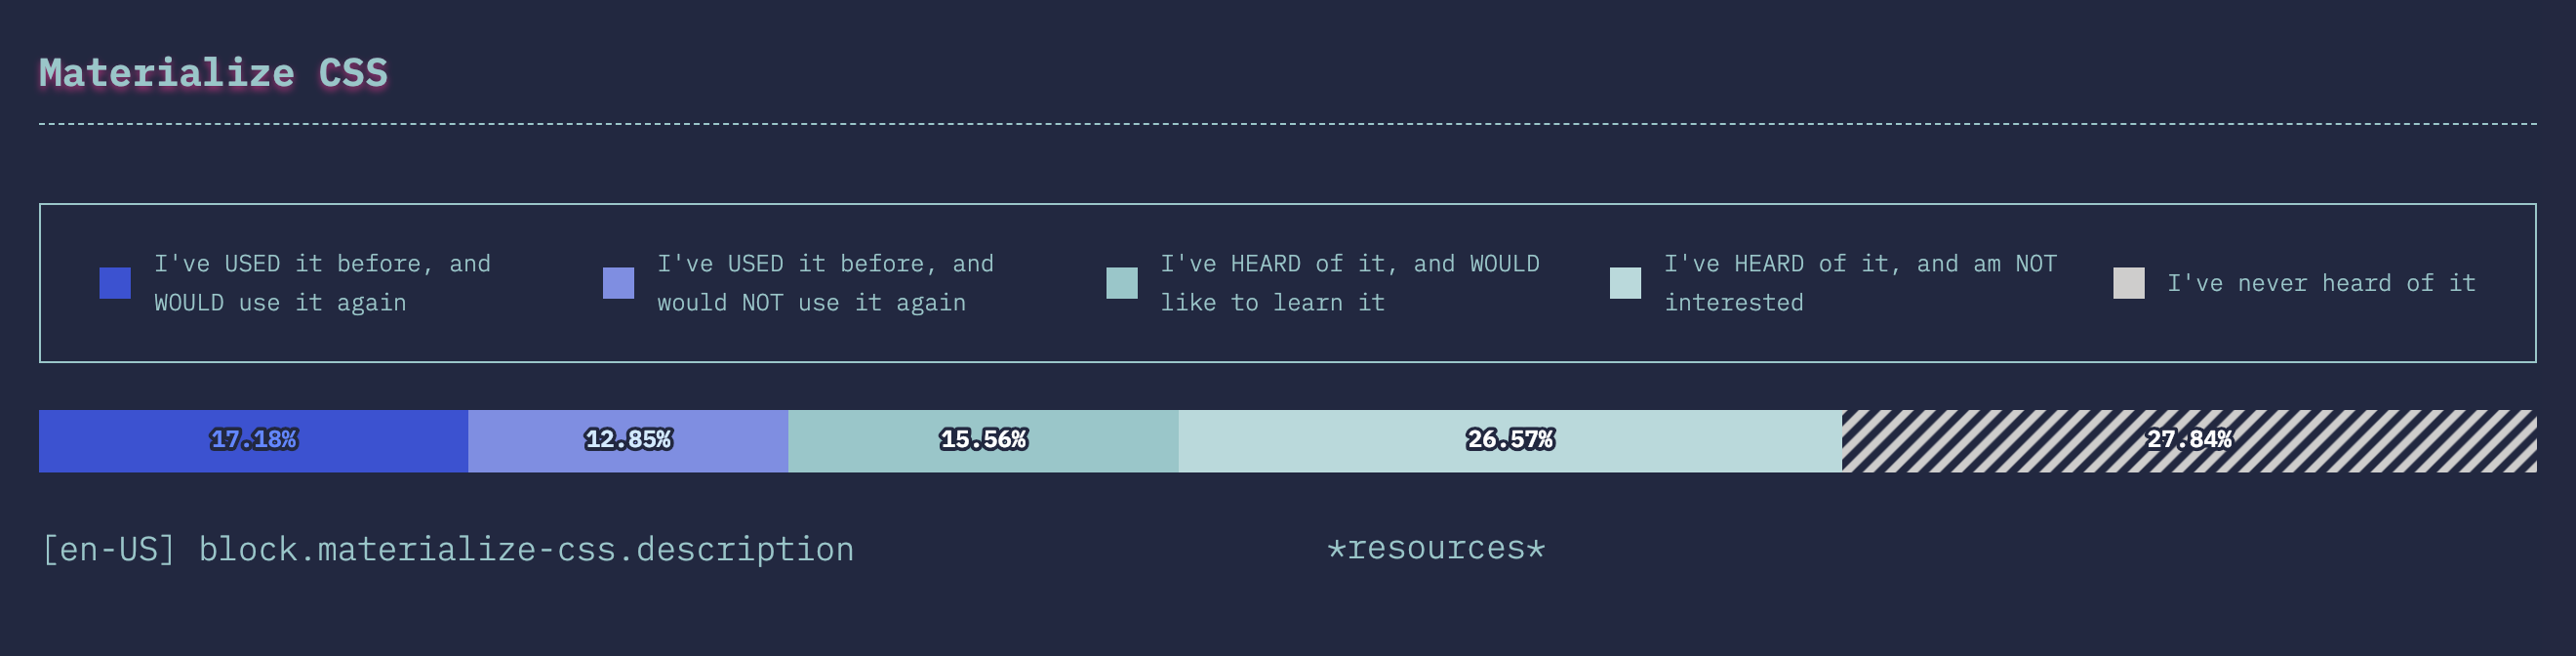 Materialize CSS
I've USED it before, and
WOULD use it again
I've USED it before, and
would NOT use it again
I've HEARD of it, and WOULD
like to learn it
I've HEARD of it, and am NOT
interested
I've never heard of it
17.18%
12.85%
15.56%
26.57%
27.84%
[en-US] block.materialize-css.description
*resources*